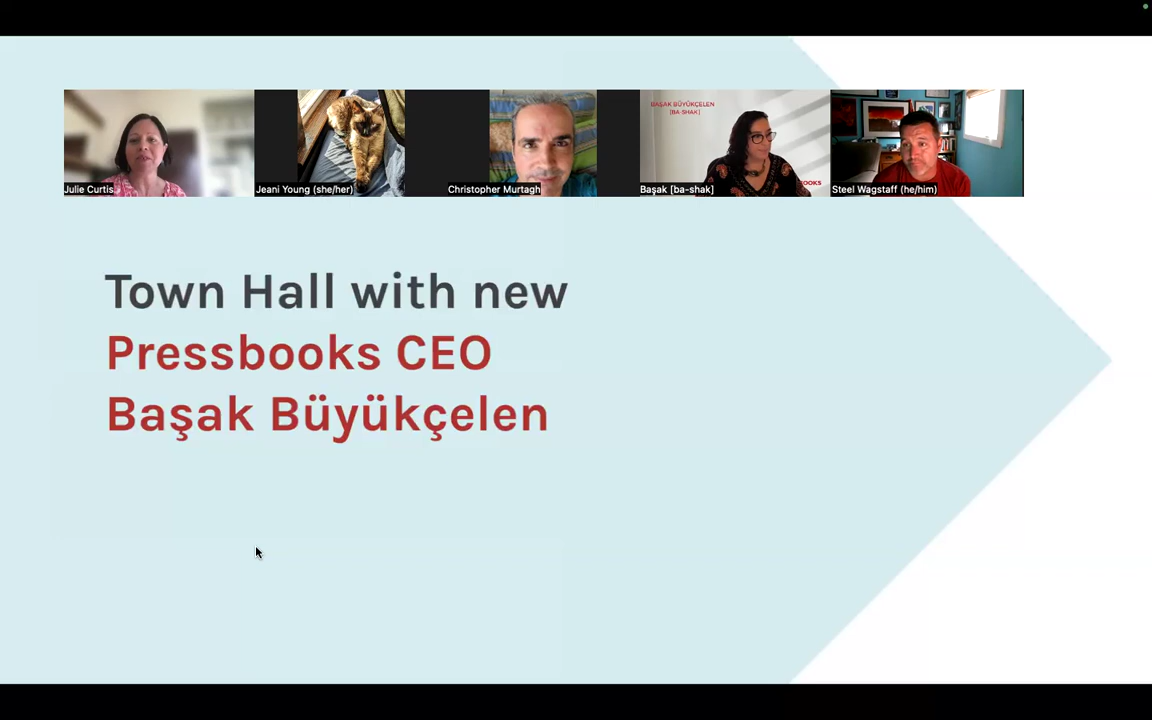 BAŞAK BÜYÜKÇELEN
[BA-SHAK]
OOKS
Julie Curtis
Jeani Young (she/her)
Christopher Murtagh
Başak [ba-shak]
Steel Wagstaff (he/him)
Town Hall with new
Pressbooks CEO
Başak Büyükçelen